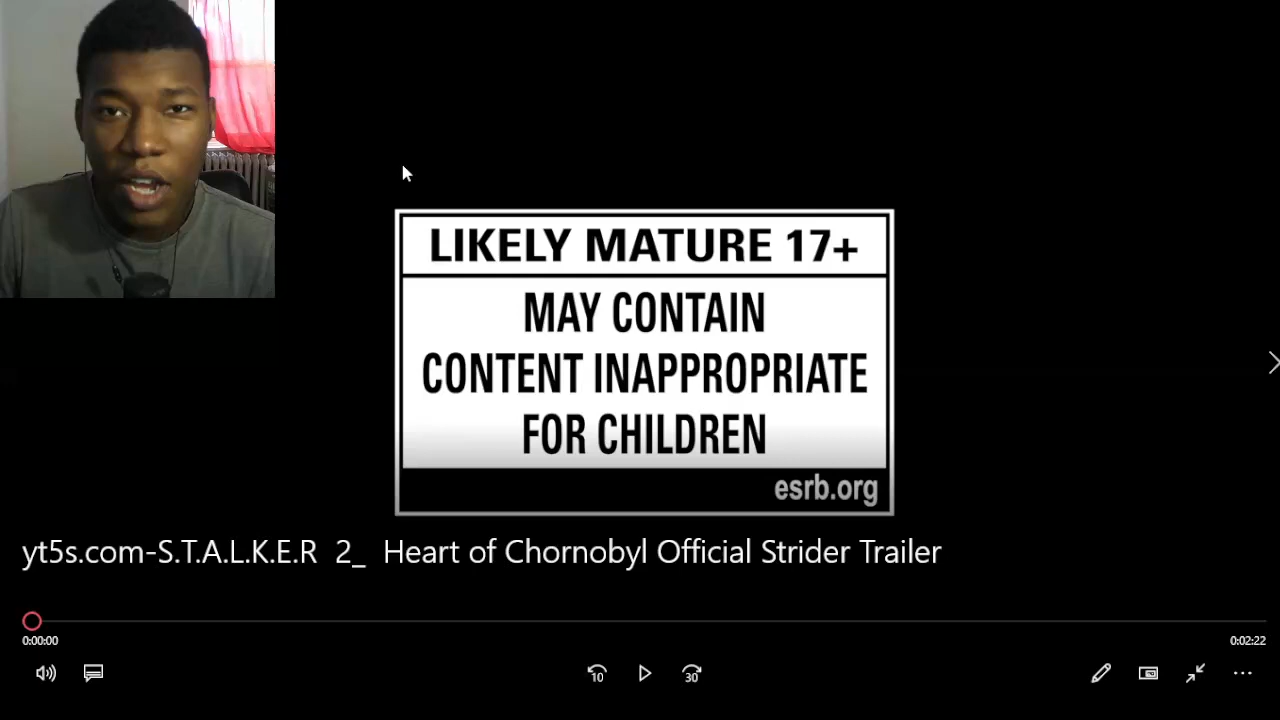 LIKELY MATURE 17+
MAY CONTAIN
CONTENT INAPPROPRIATE
FOR CHILDREN
esrb.org
yt5s.com-S.T.A.L.K.E.R 2_ Heart of Chornobyl Official Strider Trailer
0:00:00
0:02:22
10
30